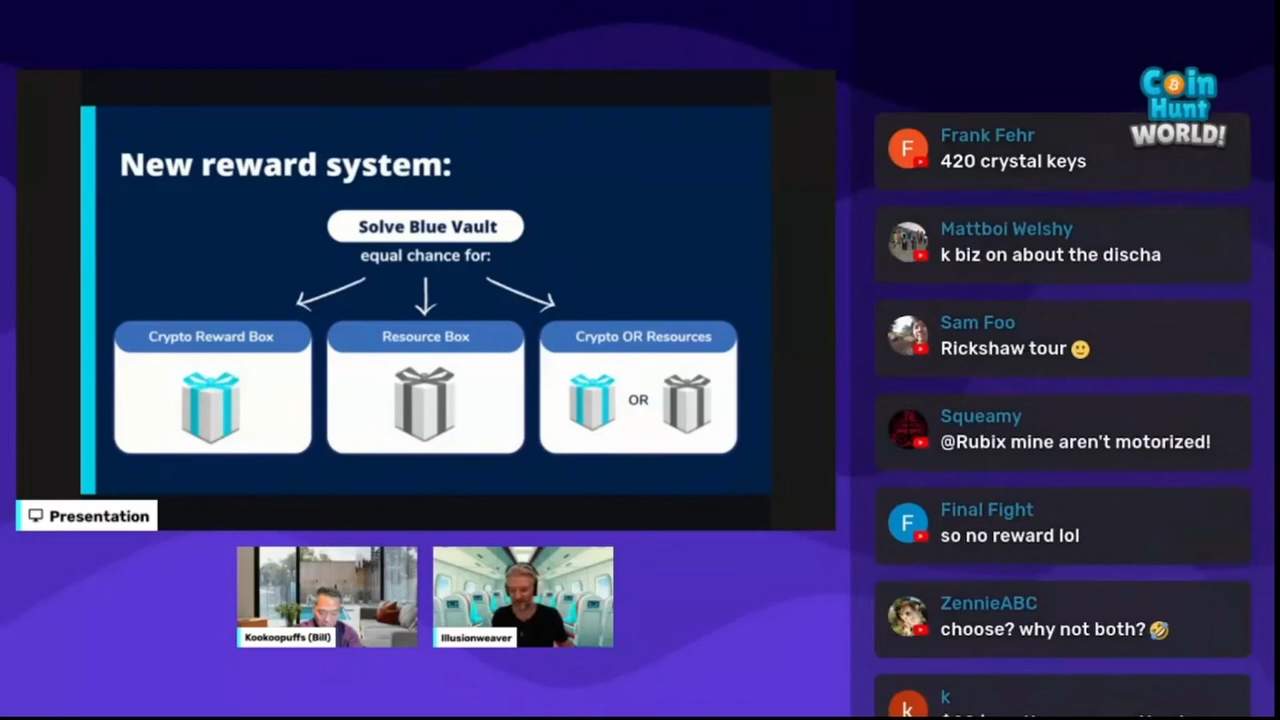 New reward system:
Solve Blue Vault
equal chance for:
Crypto Reward Box
Resource Box
Crypto OR Resources
OR
Presentation
Kookoopuffs (Bill)
Illusionweaver
Coin
Hunt
WORLD!
F
Frank Fehr
420 crystal keys
Mattboi Welshy
k biz on about the discha
Sam Foo
Rickshaw tour 🙂
Squeamy
@Rubix mine aren't motorized!
F
Final Fight
so no reward lol
ZennieABC
choose? why not both? 🤣
k
k